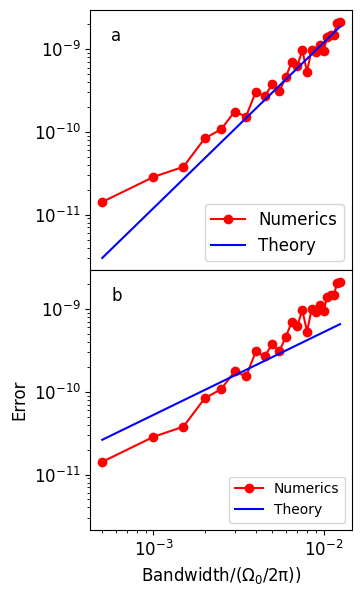 a
10⁻⁹
10⁻¹⁰
10⁻¹¹
Numerics
Theory
b
10⁻⁹
10⁻¹⁰
10⁻¹¹
Error
Numerics
Theory
10⁻³
10⁻²
Bandwidth/(Ω₀/2π))